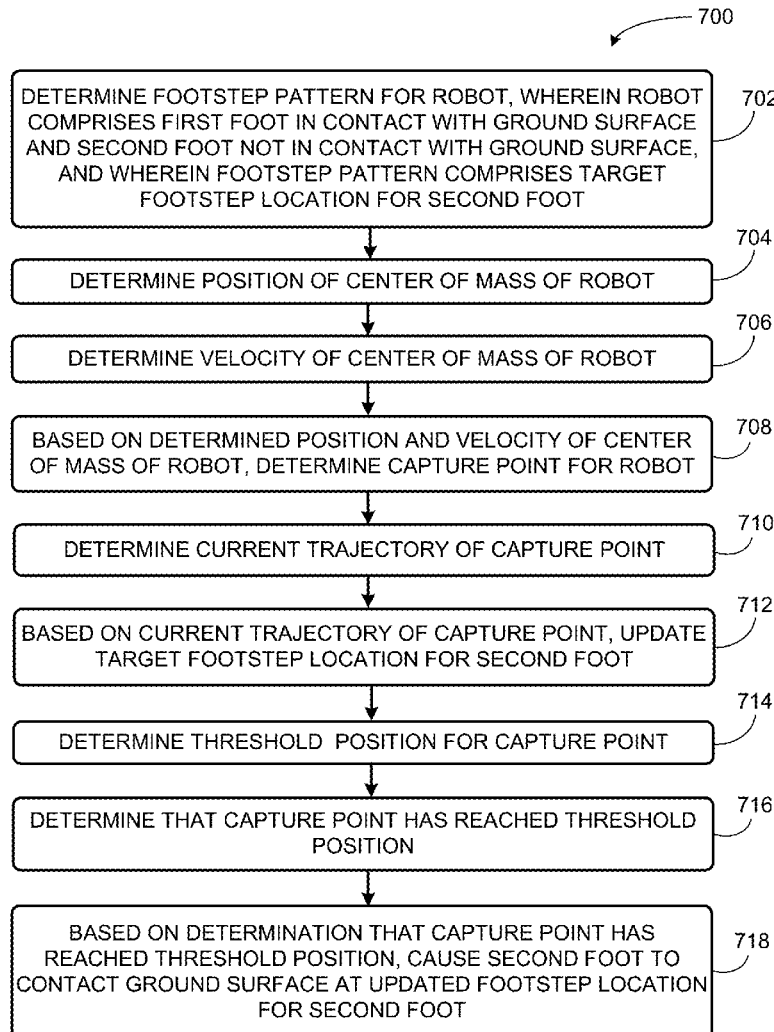 700
DETERMINE FOOTSTEP PATTERN FOR ROBOT, WHEREIN ROBOT
COMPRISES FIRST FOOT IN CONTACT WITH GROUND SURFACE
AND SECOND FOOT NOT IN CONTACT WITH GROUND SURFACE,
AND WHEREIN FOOTSTEP PATTERN COMPRISES TARGET
FOOTSTEP LOCATION FOR SECOND FOOT
702
704
DETERMINE POSITION OF CENTER OF MASS OF ROBOT
706
DETERMINE VELOCITY OF CENTER OF MASS OF ROBOT
708
BASED ON DETERMINED POSITION AND VELOCITY OF CENTER
OF MASS OF ROBOT, DETERMINE CAPTURE POINT FOR ROBOT
710
DETERMINE CURRENT TRAJECTORY OF CAPTURE POINT
712
BASED ON CURRENT TRAJECTORY OF CAPTURE POINT, UPDATE
TARGET FOOTSTEP LOCATION FOR SECOND FOOT
714
DETERMINE THRESHOLD POSITION FOR CAPTURE POINT
716
DETERMINE THAT CAPTURE POINT HAS REACHED THRESHOLD
POSITION
718
BASED ON DETERMINATION THAT CAPTURE POINT HAS
REACHED THRESHOLD POSITION, CAUSE SECOND FOOT TO
CONTACT GROUND SURFACE AT UPDATED FOOTSTEP LOCATION
FOR SECOND FOOT